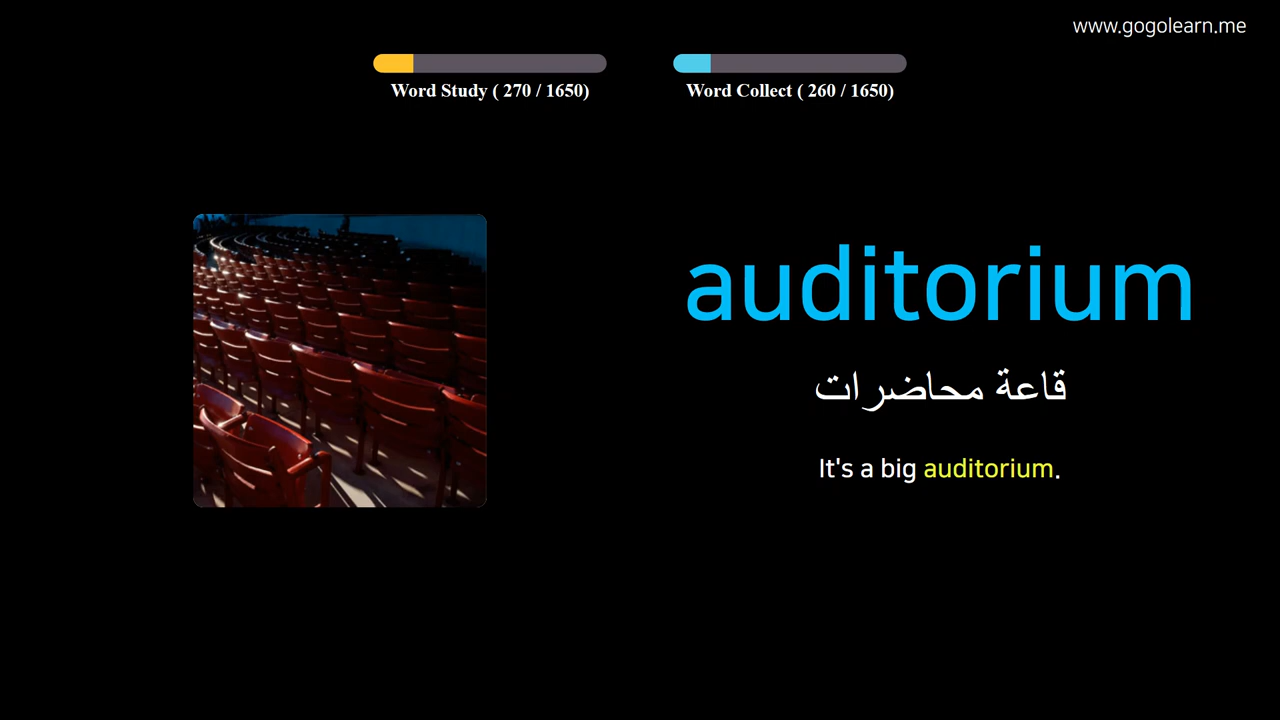 www.gogolearn.me
Word Study ( 270 / 1650)
Word Collect ( 260 / 1650)
auditorium
قاعة محاضرات
It's a big auditorium.